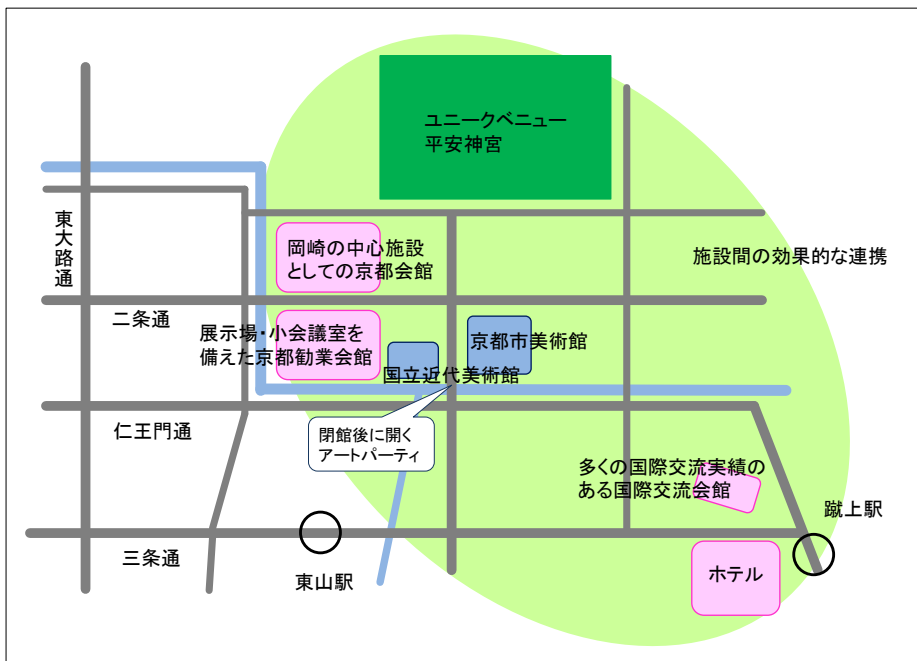 ユニークベニュー
平安神宮
東大路通
岡崎の中心施設
としての京都会館
施設間の効果的な連携
二条通
展示場・小会議室を
備えた京都勧業会館
京都市美術館
国立近代美術館
仁王門通
閉館後に開く
アートパーティ
多くの国際交流実績の
ある国際交流会館
蹴上駅
三条通
東山駅
ホテル